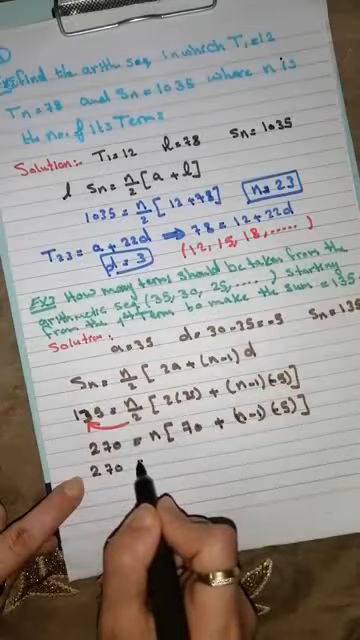 Ex: Find the arith. seq. in which T₁=12
Tn=78 and Sn=1035 where n is
the no. of its Terms
Solution:- T₁=12 l=78 Sn=1035
l Sn = n/2 [a + l]
1035 = n/2 [12+78] n=23
T23 = a+22d ⇒ 78 = 12+22d
d=3 (12, 15, 18, .....)
EX: How many terms should be taken from the
arithmetic seq. (35, 30, 25, .....) starting
from the 1st Term to make the sum = 135
Solution: a=35 d= 30-35=-5 Sn=135
Sn = n/2 [2a + (n-1) d
135 = n/2 [2(35) + (n-1)(-5)]
270 = n [70 + (n-1)(-5)]
270